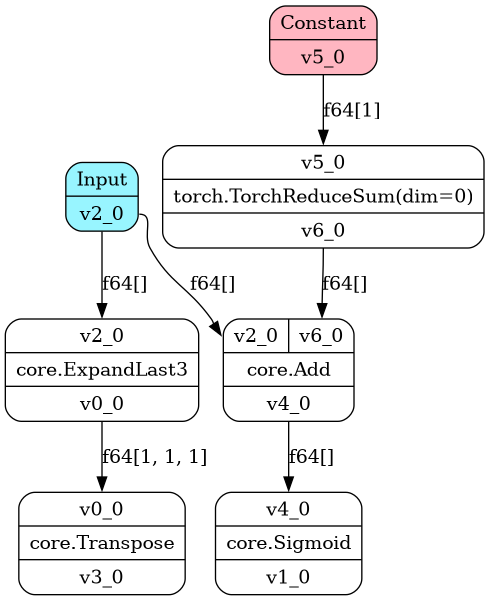 Constant
v5_0
f64[1]
v5_0
torch.TorchReduceSum(dim=0)
v6_0
Input
v2_0
f64[]
f64[]
f64[]
v2_0
core.ExpandLast3
v0_0
v2_0 v6_0
core.Add
v4_0
f64[1, 1, 1]
f64[]
v0_0
core.Transpose
v3_0
v4_0
core.Sigmoid
v1_0